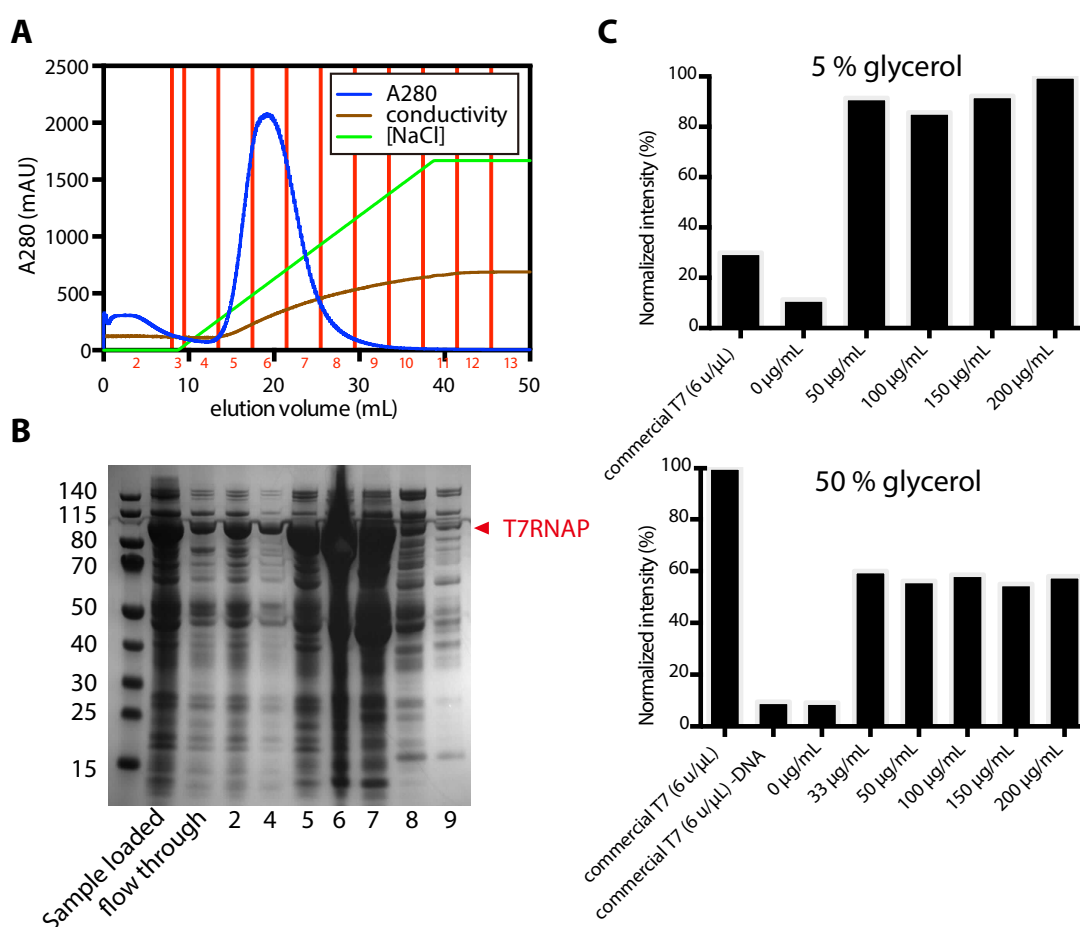 A
2500
2000
1500
1000
500
0
A280 (mAU)
A280
conductivity
[NaCl]
2 3 4 5 6 7 8 9 10 11 12 13
0 10 20 30 40 50
elution volume (mL)
B
140
115
80
70
50
40
30
25
15
T7RNAP
Sample loaded
flow through
2 4 5 6 7 8 9
C
5 % glycerol
100
80
60
40
20
0
Normalized intensity (%)
commercial T7 (6 u/µL)
0 µg/mL
50 µg/mL
100 µg/mL
150 µg/mL
200 µg/mL
50 % glycerol
100
80
60
40
20
0
Normalized intensity (%)
commercial T7 (6 u/µL)
commercial T7 (6 u/µL) -DNA
0 µg/mL
33 µg/mL
50 µg/mL
100 µg/mL
150 µg/mL
200 µg/mL